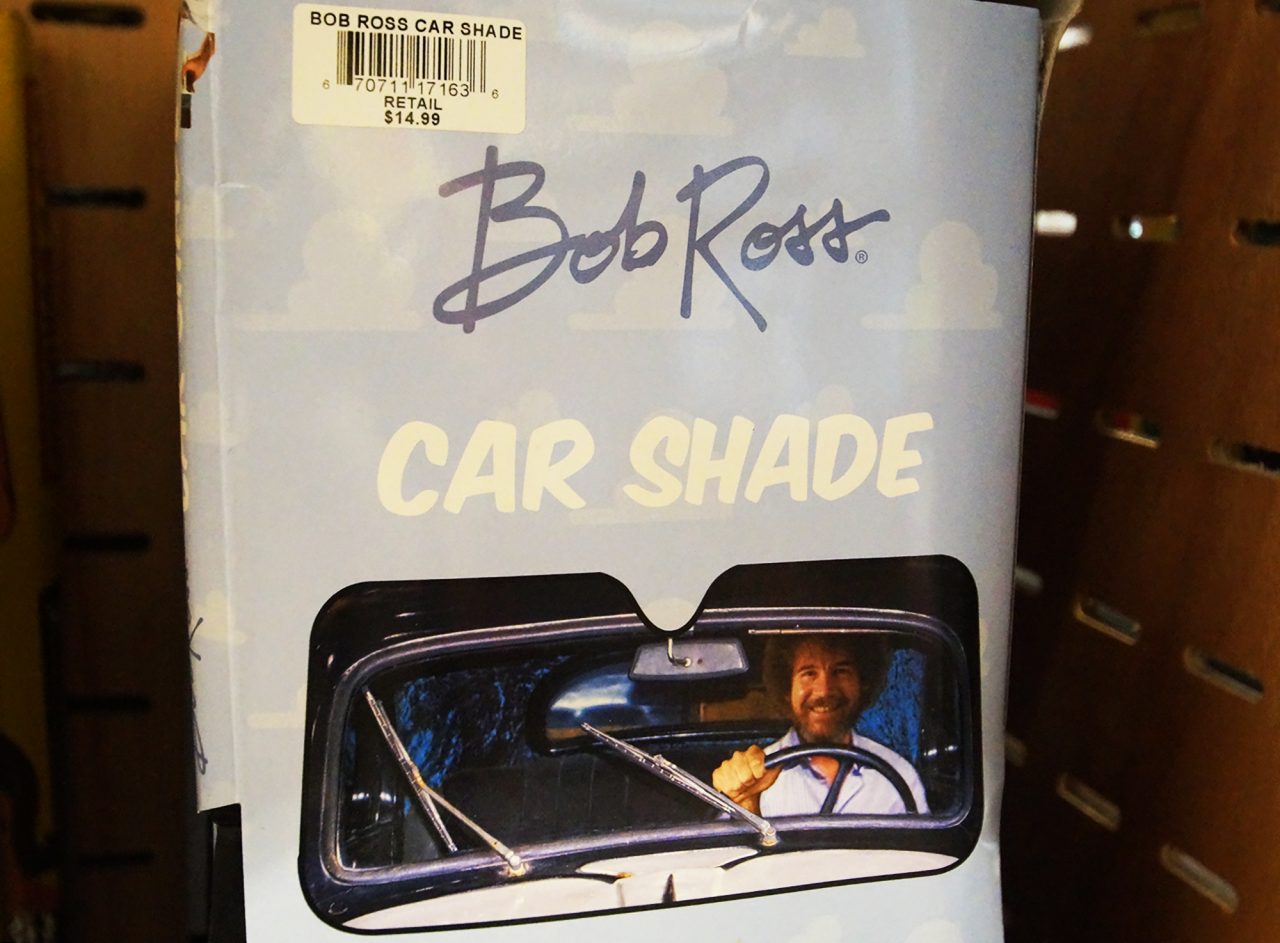 BOB ROSS CAR SHADE
6 70711 17163 6
RETAIL
$14.99
Bob Ross®
CAR SHADE